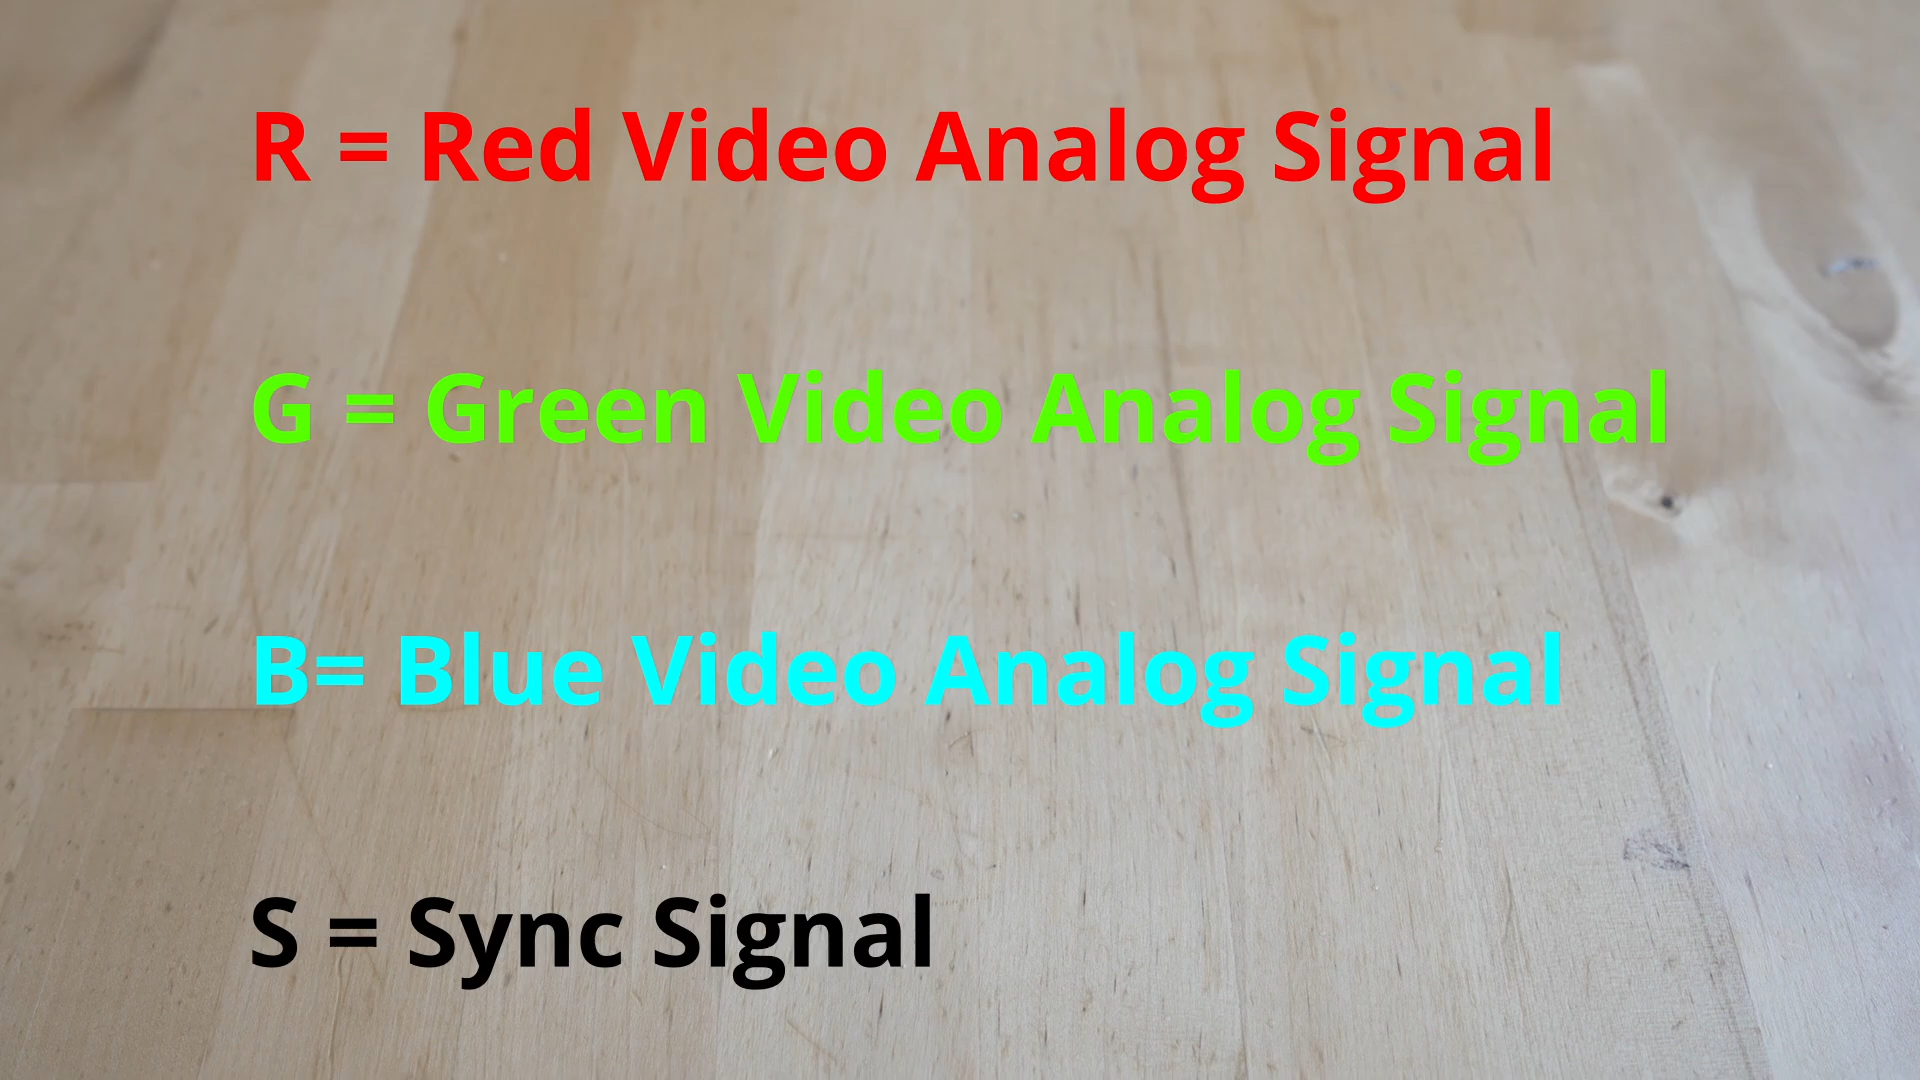 R = Red Video Analog Signal
G = Green Video Analog Signal
B= Blue Video Analog Signal
S = Sync Signal